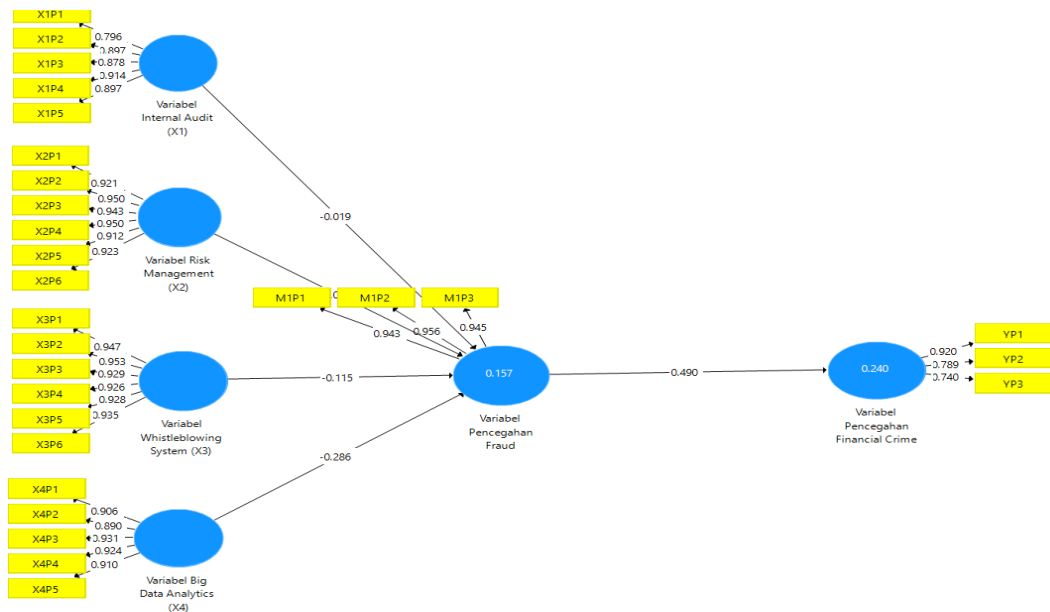 X1P1
X1P2
X1P3
X1P4
X1P5
0.796
0.897
0.878
0.914
0.897
Variabel
Internal Audit
(X1)
-0.019
X2P1
X2P2
X2P3
X2P4
X2P5
X2P6
0.921
0.950
0.943
0.950
0.912
0.923
Variabel Risk
Management
(X2)
M1P1
M1P2
M1P3
0.943
0.956
0.945
X3P1
X3P2
X3P3
X3P4
X3P5
X3P6
0.947
0.953
0.929
0.926
0.928
0.935
Variabel
Whistleblowing
System (X3)
-0.115
0.157
Variabel
Pencegahan
Fraud
0.490
0.240
Variabel
Pencegahan
Financial Crime
0.920
0.789
0.740
YP1
YP2
YP3
-0.286
X4P1
X4P2
X4P3
X4P4
X4P5
0.906
0.890
0.931
0.924
0.910
Variabel Big
Data Analytics
(X4)